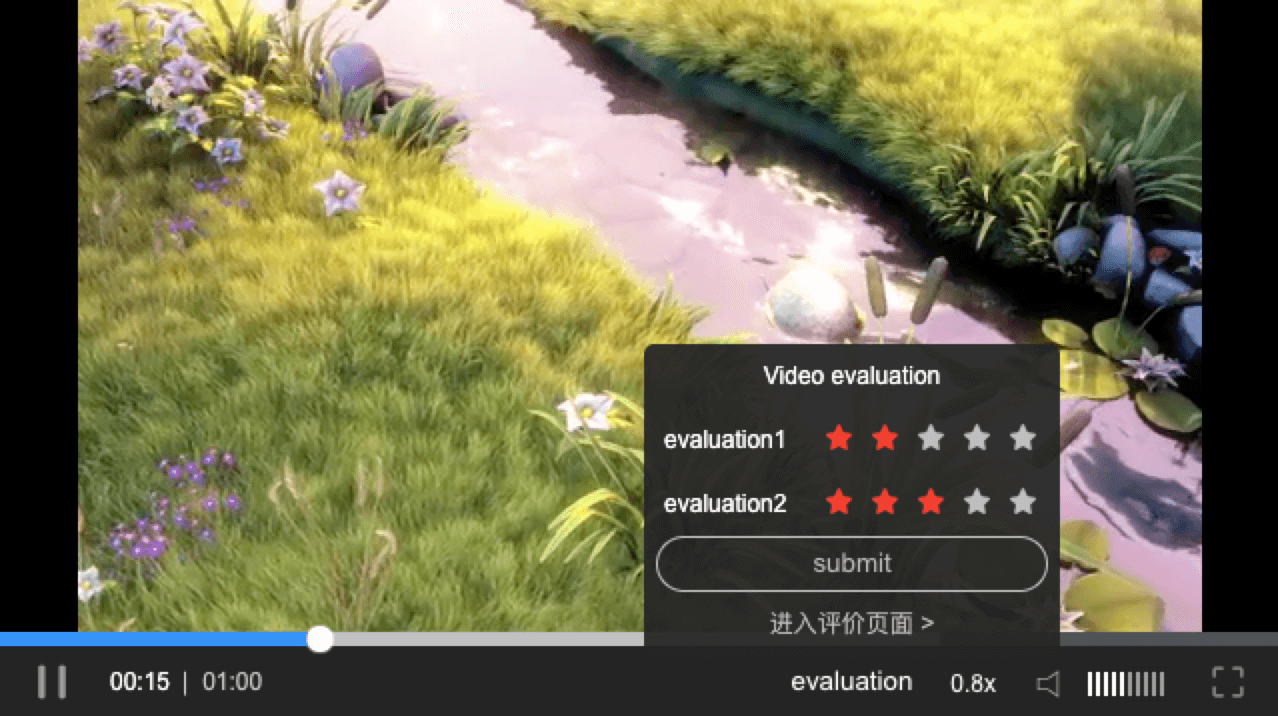 Video evaluation
evaluation1
evaluation2
submit
进入评价页面 >
00:15 | 01:00 evaluation 0.8x